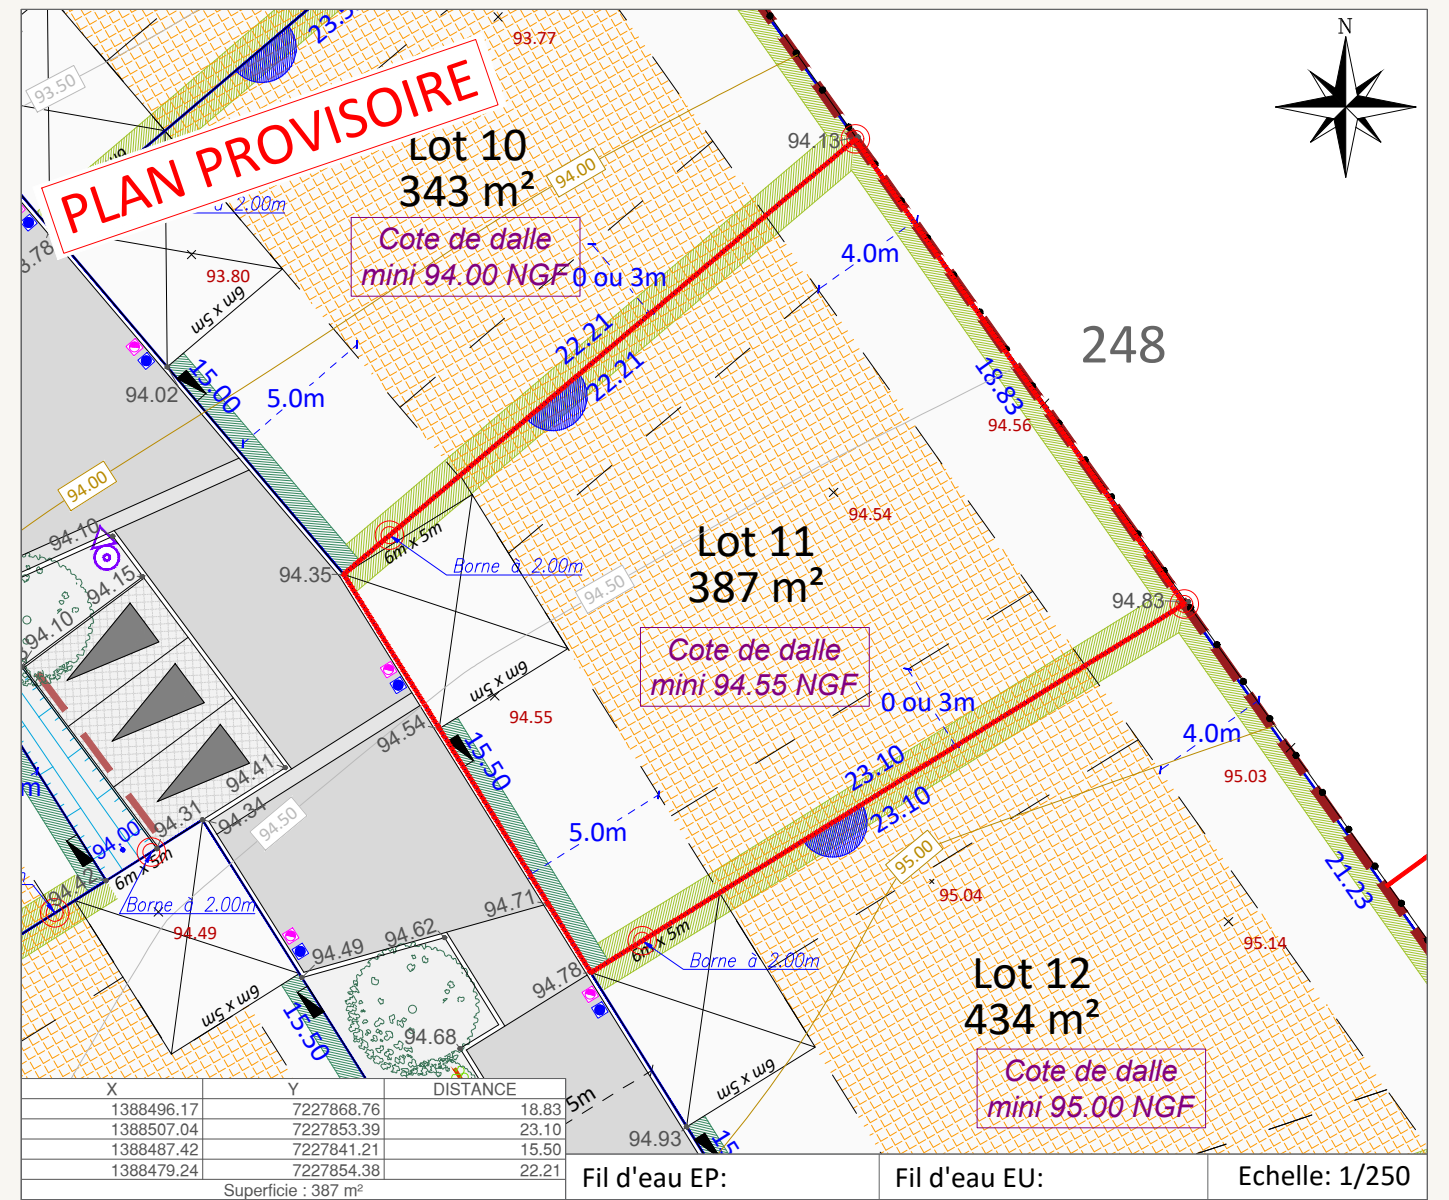 23.5
93.77
N
93.50
PLAN PROVISOIRE
Lot 10
343 m²
Cote de dalle
mini 94.00 NGF
94.00
94.13
à 2.00m
93.80
6m x 5m
0 ou 3m
4.0m
248
22.21
22.21
18.83
94.56
94.02
15.00
5.0m
94.00
94.10
94.15
94.10
94.35
6m x 5m
Borne à 2.00m
94.50
94.54
Lot 11
387 m²
Cote de dalle
mini 94.55 NGF
94.83
6m x 5m
94.55
94.54
15.50
0 ou 3m
4.0m
95.03
94.41
94.34
94.31
94.50
94.00
94.42
6m x 5m
Borne à 2.00m
94.49
5.0m
23.10
23.10
95.00
95.04
95.14
21.23
94.71
94.62
94.49
94.78
6m x 5m
Borne à 2.00m
6m x 5m
15.50
94.68
Lot 12
434 m²
Cote de dalle
mini 95.00 NGF
6m x 5m
5m
94.93
15
X Y DISTANCE
1388496.17 7227868.76 18.83
1388507.04 7227853.39 23.10
1388487.42 7227841.21 15.50
1388479.24 7227854.38 22.21
Superficie : 387 m²
Fil d'eau EP:
Fil d'eau EU:
Echelle: 1/250